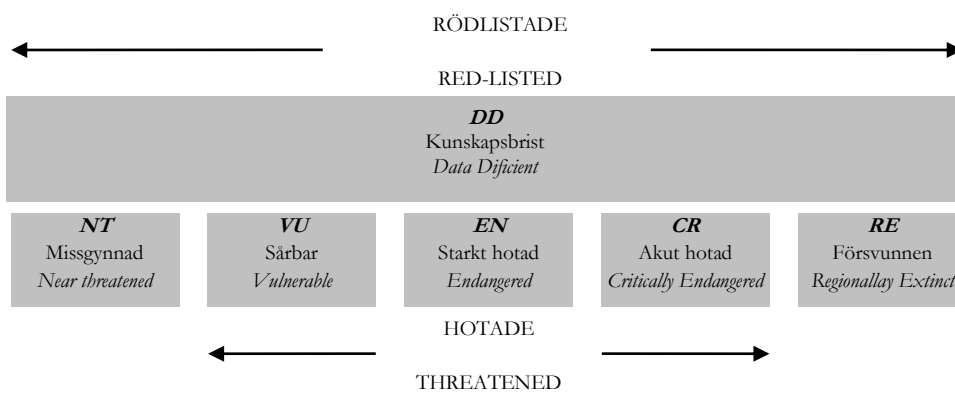 RÖDLISTADE
RED-LISTED
DD
Kunskapsbrist
Data Dificient
NT
Missgynnad
Near threatened
VU
Sårbar
Vulnerable
EN
Starkt hotad
Endangered
CR
Akut hotad
Critically Endangered
RE
Försvunnen
Regionallay Extinct
HOTADE
THREATENED